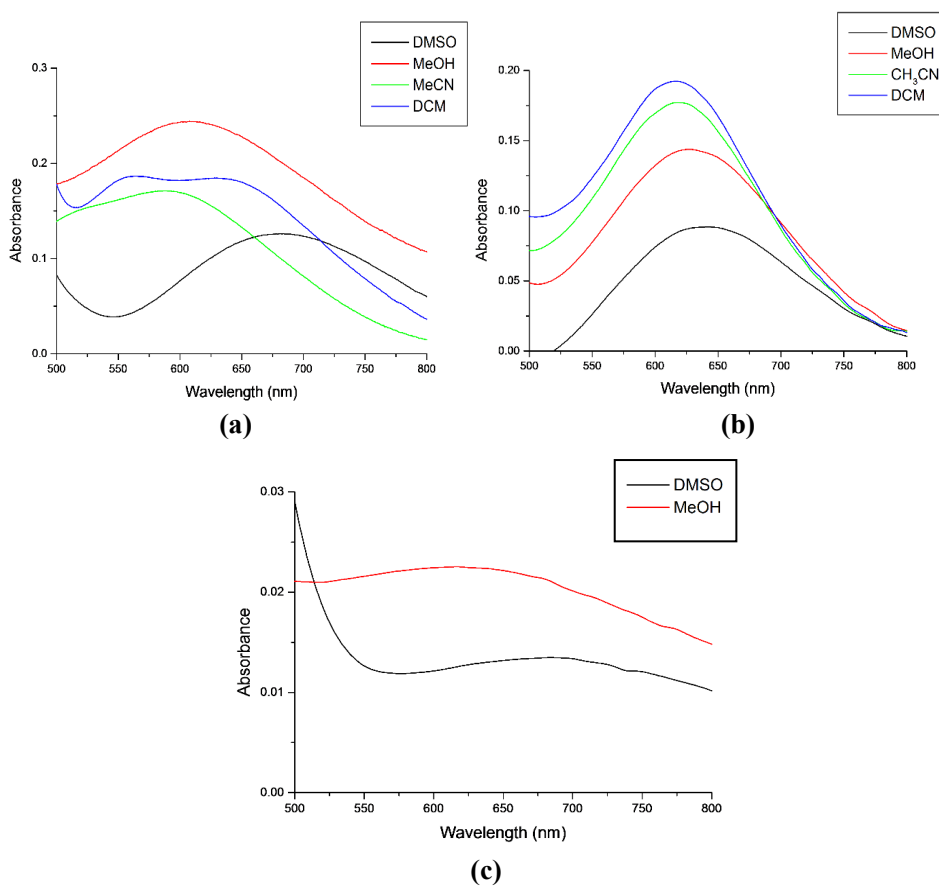 DMSO
MeOH
MeCN
DCM
0.3
0.2
0.1
0.0
Absorbance
500 550 600 650 700 750 800
Wavelength (nm)
(a)
DMSO
MeOH
CH₃CN
DCM
0.20
0.15
0.10
0.05
0.00
Absorbance
500 550 600 650 700 750 800
Wavelength (nm)
(b)
DMSO
MeOH
0.03
0.02
0.01
0.00
Absorbance
500 550 600 650 700 750 800
Wavelength (nm)
(c)